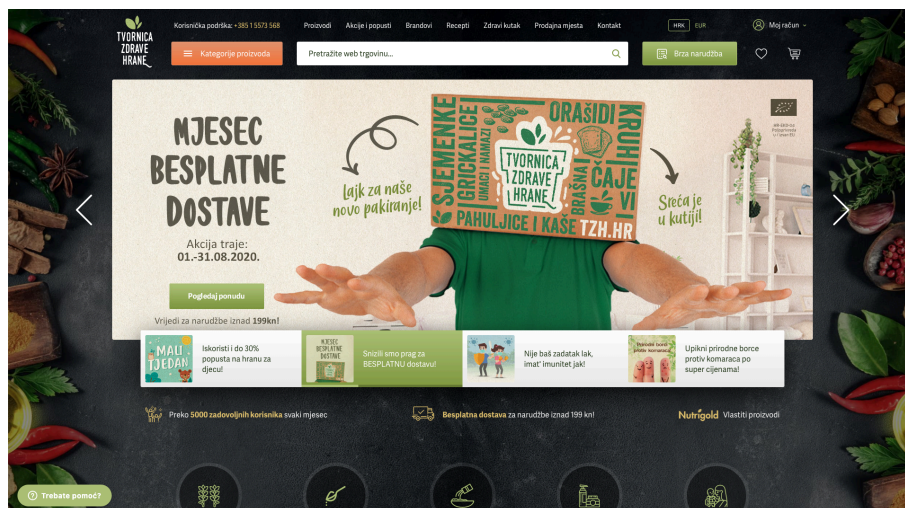 TVORNICA
ZDRAVE
HRANE
Korisnička podrška: +385 1 5573 568
Proizvodi
Akcije i popusti
Brandovi
Recepti
Zdravi kutak
Prodajna mjesta
Kontakt
HRK
EUR
Moj račun
Kategorije proizvoda
Pretražite web trgovinu...
Brza narudžba
MJESEC
BESPLATNE
DOSTAVE
Akcija traje:
01.-31.08.2020.
Pogledaj ponudu
Vrijedi za narudžbe iznad 199kn!
Lajk za naše
novo pakiranje!
SJEMENKE
GRICKALICE
UMACI I NAMAZI
TVORNICA
ZDRAVE
HRANE
ORAŠIDI
BRAŠNA
KRUH I
ČAJEVI
PAHULJICE I KAŠE
TZH.HR
Sreća je
u kutiji!
MALI
TJEDAN
Iskoristi i do 30%
popusta na hranu za
djecu!
MJESEC
BESPLATNE
DOSTAVE
Snizili smo prag za
BESPLATNU dostavu!
Nije baš zadatak lak,
imat' imunitet jak!
Prirodni borci
protiv komaraca
Upikni prirodne borce
protiv komaraca po
super cijenama!
Preko 5000 zadovoljnih korisnika svaki mjesec
Besplatna dostava za narudžbe iznad 199 kn!
Nutrigold Vlastiti proizvodi
Trebate pomoć?